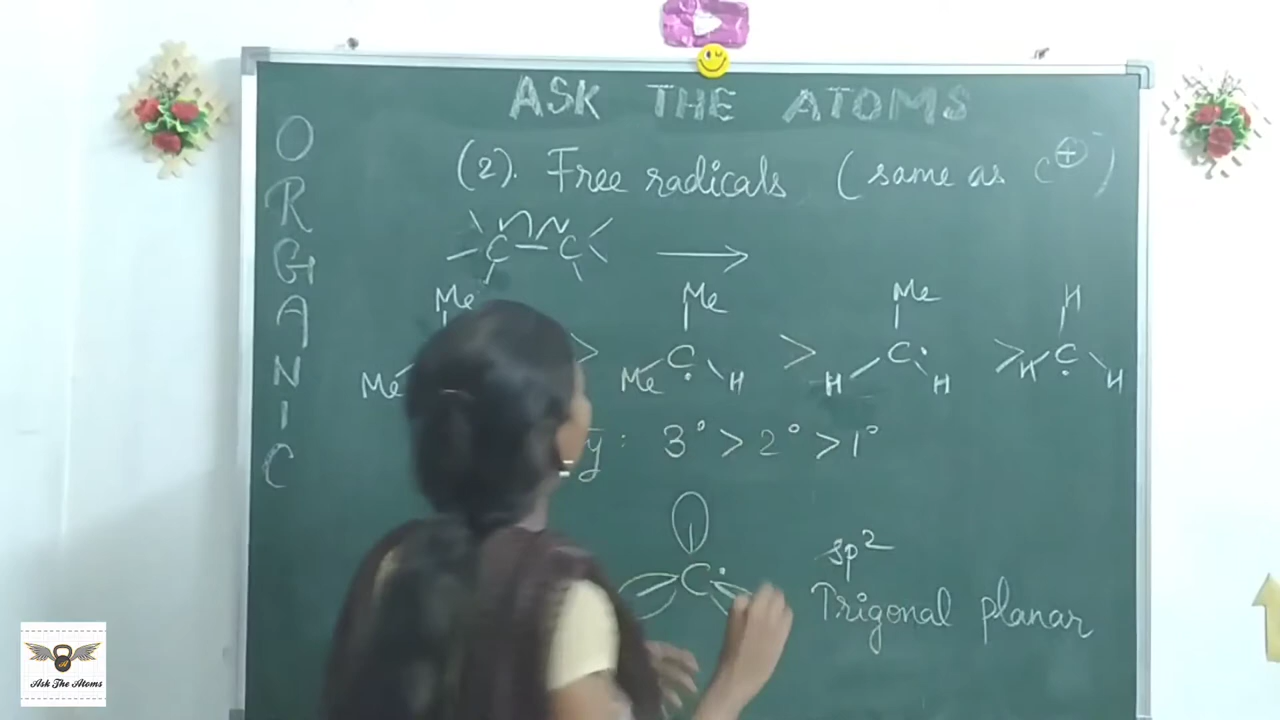 ASK THE ATOMS
ORGANIC
(2). Free radicals (same as C⊕)
C – C →
Me Me Me H
> C· > C· > C·
Me Me H H H H H
y : 3° > 2° > 1°
sp²
C·
Trigonal planar
Ask The Atoms